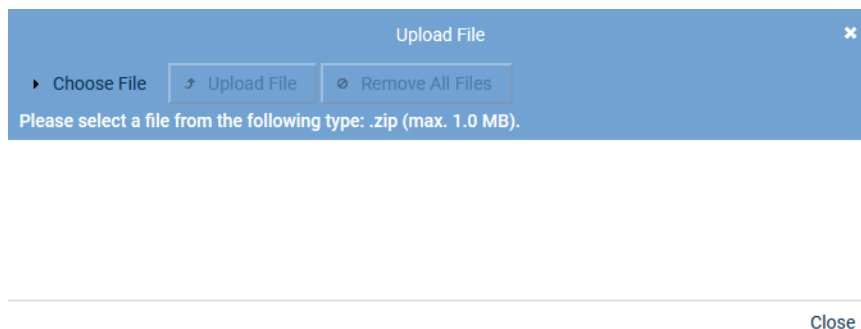 Upload File
Choose File Upload File Remove All Files
Please select a file from the following type: .zip (max. 1.0 MB).
Close